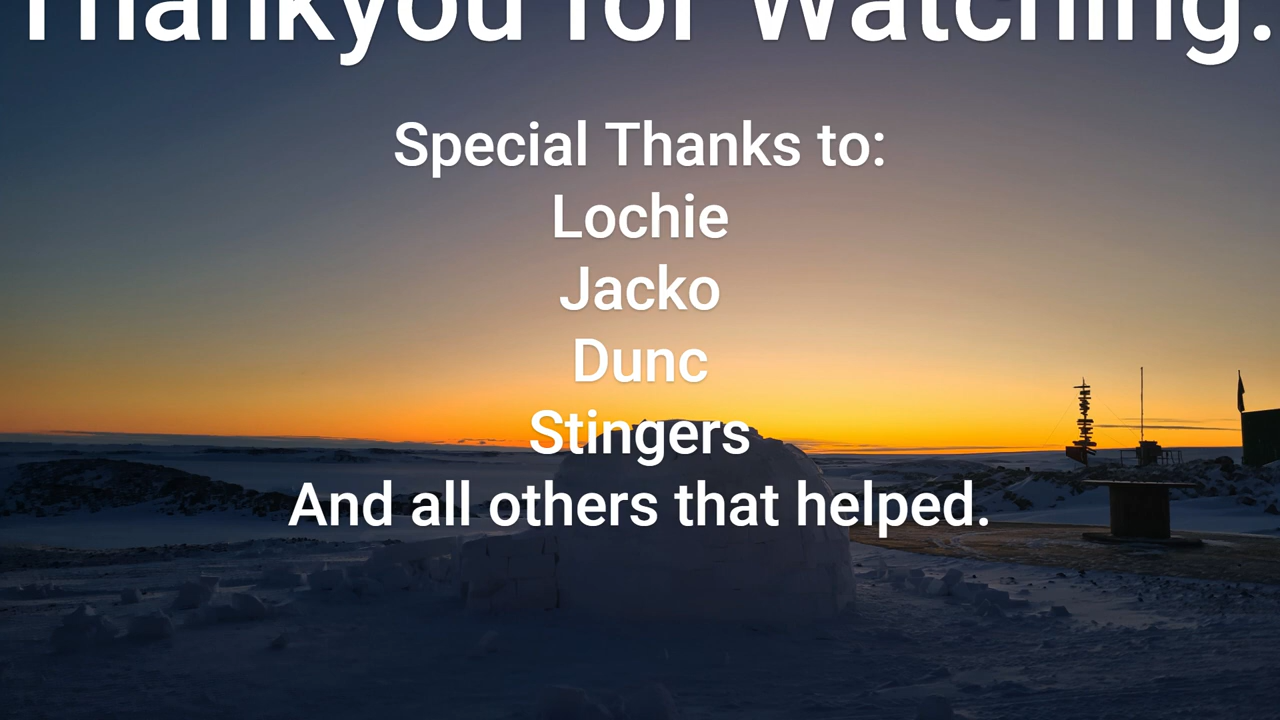 Thankyou for Watching.
Special Thanks to:
Lochie
Jacko
Dunc
Stingers
And all others that helped.